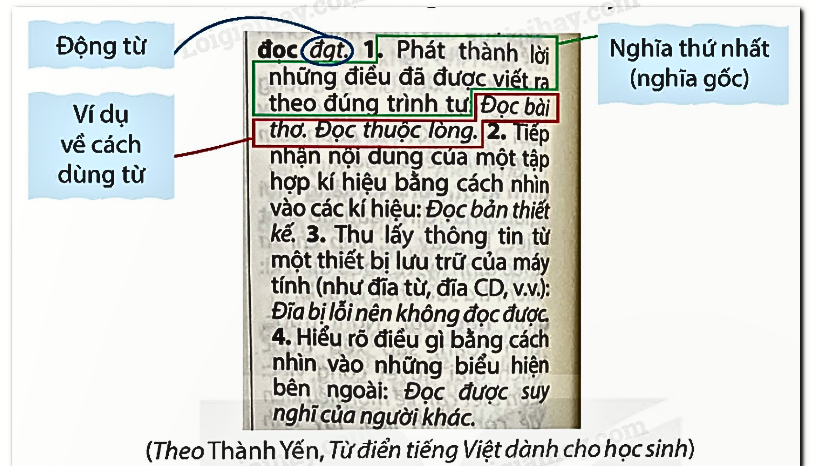 Động từ
Ví dụ
về cách
dùng từ
Nghĩa thứ nhất
(nghĩa gốc)
đọc đgt. 1. Phát thành lời
những điều đã được viết ra
theo đúng trình tự: Đọc bài
thơ. Đọc thuộc lòng. 2. Tiếp
nhận nội dung của một tập
hợp kí hiệu bằng cách nhìn
vào các kí hiệu: Đọc bản thiết
kế. 3. Thu lấy thông tin từ
một thiết bị lưu trữ của máy
tính (như đĩa từ, đĩa CD, v.v.):
Đĩa bị lỗi nên không đọc được.
4. Hiểu rõ điều gì bằng cách
nhìn vào những biểu hiện
bên ngoài: Đọc được suy
nghĩ của người khác.
(Theo Thành Yến, Từ điển tiếng Việt dành cho học sinh)